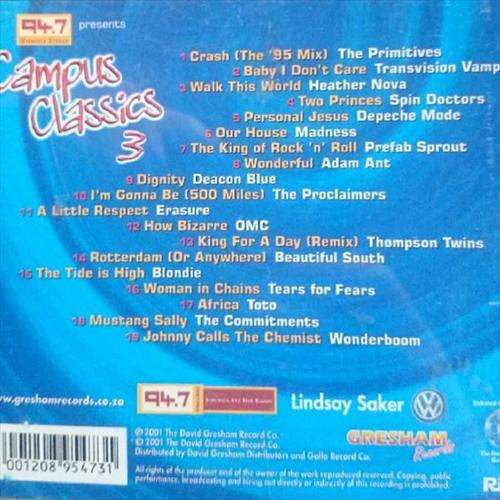 94.7 presents
Campus
Classics
3
1 Crash (The '95 Mix) The Primitives
2 Baby I Don't Care Transvision Vamp
3 Walk This World Heather Nova
4 Two Princes Spin Doctors
5 Personal Jesus Depeche Mode
6 Our House Madness
7 The King of Rock 'n' Roll Prefab Sprout
8 Wonderful Adam Ant
9 Dignity Deacon Blue
10 I'm Gonna Be (500 Miles) The Proclaimers
11 A Little Respect Erasure
12 How Bizarre OMC
13 King For A Day (Remix) Thompson Twins
14 Rotterdam (Or Anywhere) Beautiful South
15 The Tide is High Blondie
16 Woman in Chains Tears for Fears
17 Africa Toto
18 Mustang Sally The Commitments
19 Johnny Calls The Chemist Wonderboom
www.greshamrecords.co.za
94.7
Lindsay Saker
GRESHAM
Records
℗ 2001 The David Gresham Record Co.
© 2001 The David Gresham Record Co.
Distributed by David Gresham Distributors and Gallo Record Co.
All rights of the producer and of the owner of the work reproduced reserved. Copying, public
performance, broadcasting and hiring out directly or indirectly of this recording is prohibited.
001208 954731